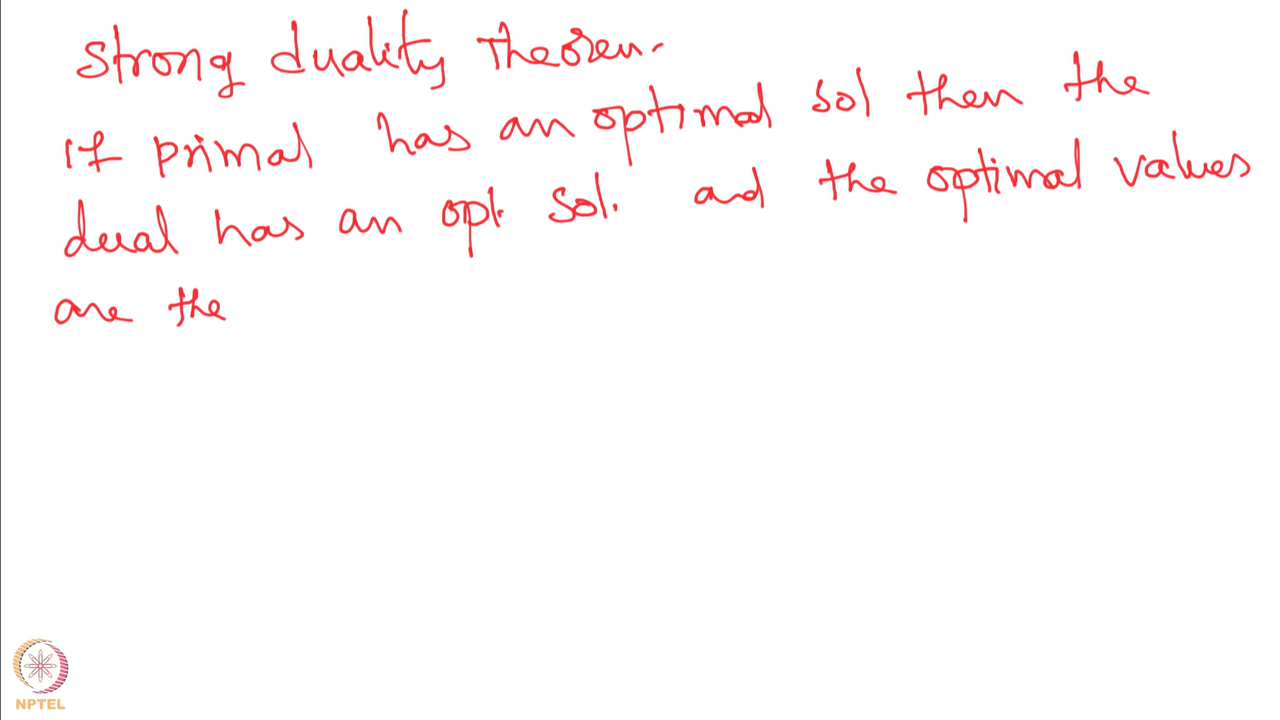 Strong duality Theorem.
If primal has an optimal sol then the
dual has an opt. sol. and the optimal values
are the
NPTEL